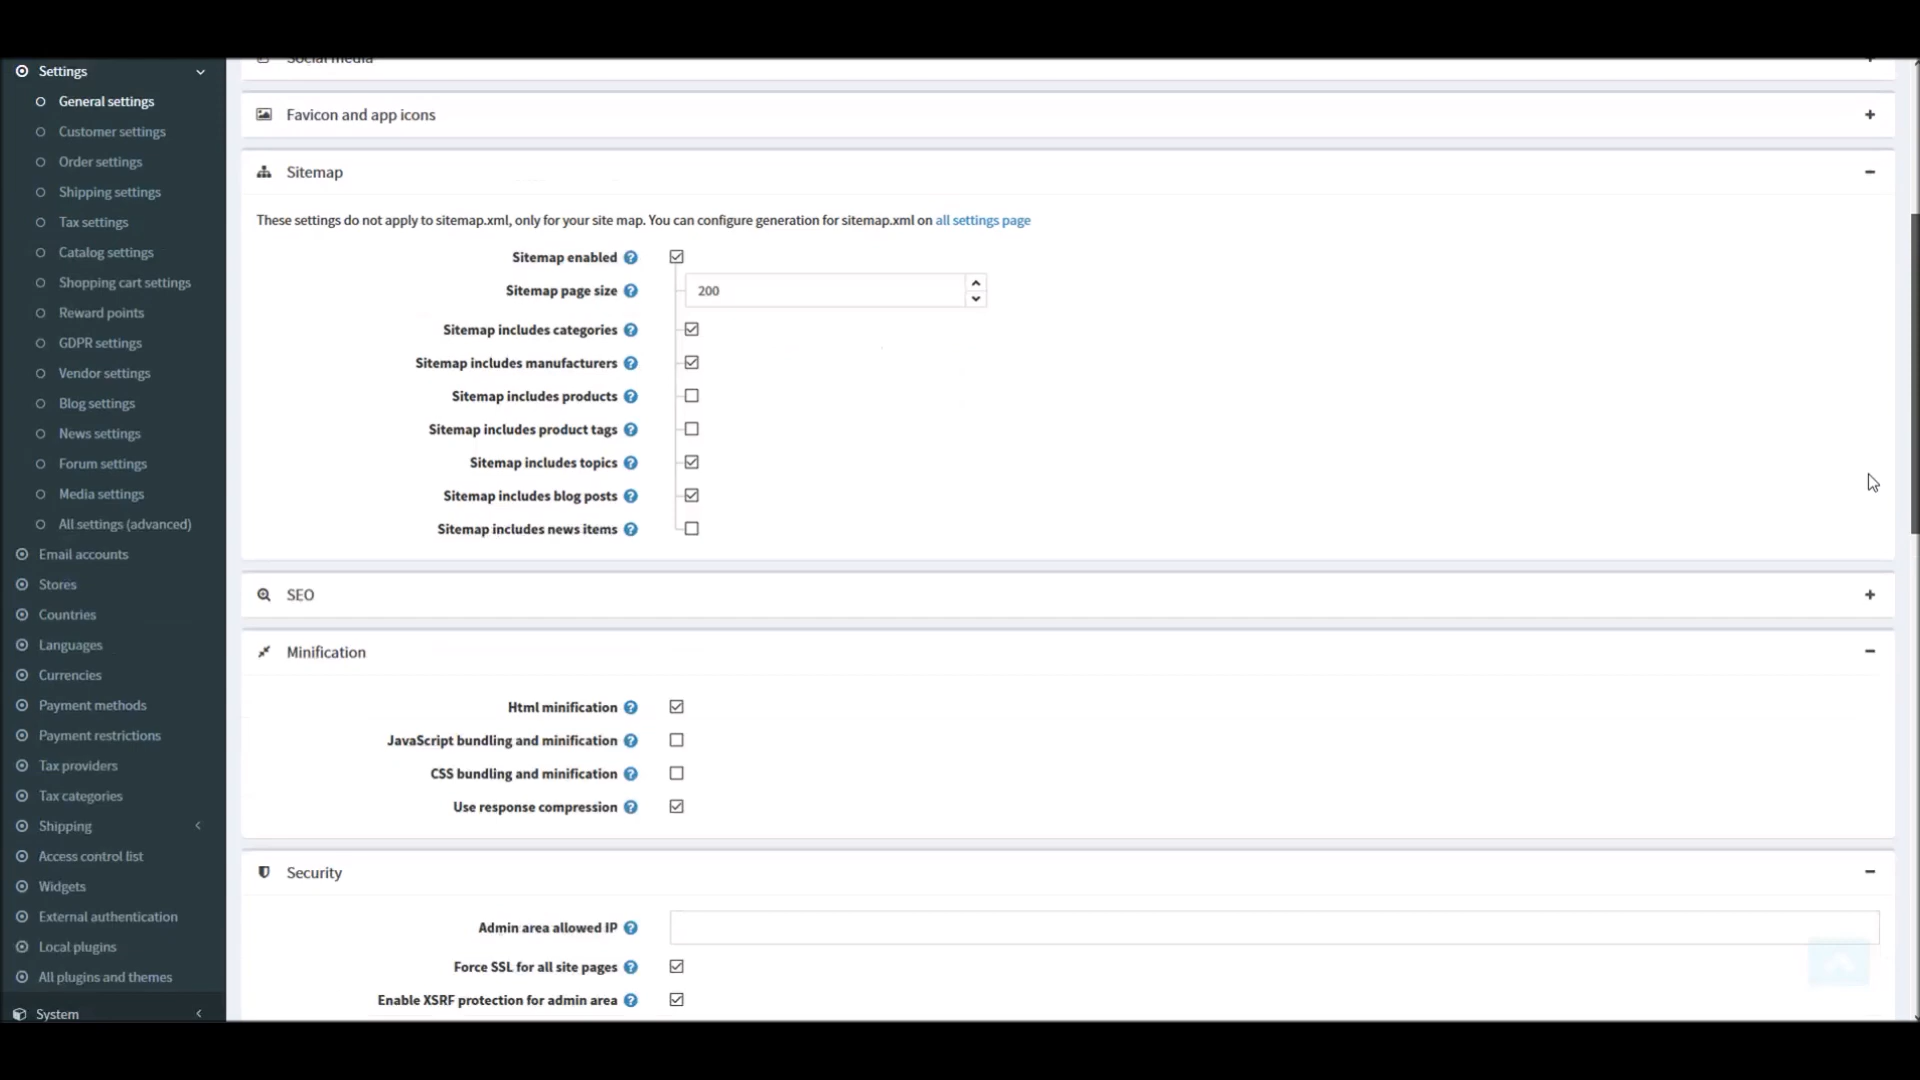 Settings
General settings
Customer settings
Order settings
Shipping settings
Tax settings
Catalog settings
Shopping cart settings
Reward points
GDPR settings
Vendor settings
Blog settings
News settings
Forum settings
Media settings
All settings (advanced)
Email accounts
Stores
Countries
Languages
Currencies
Payment methods
Payment restrictions
Tax providers
Tax categories
Shipping
Access control list
Widgets
External authentication
Local plugins
All plugins and themes
System
Social media
Favicon and app icons
Sitemap
These settings do not apply to sitemap.xml, only for your site map. You can configure generation for sitemap.xml on all settings page
Sitemap enabled
Sitemap page size 200
Sitemap includes categories
Sitemap includes manufacturers
Sitemap includes products
Sitemap includes product tags
Sitemap includes topics
Sitemap includes blog posts
Sitemap includes news items
SEO
Minification
Html minification
JavaScript bundling and minification
CSS bundling and minification
Use response compression
Security
Admin area allowed IP
Force SSL for all site pages
Enable XSRF protection for admin area